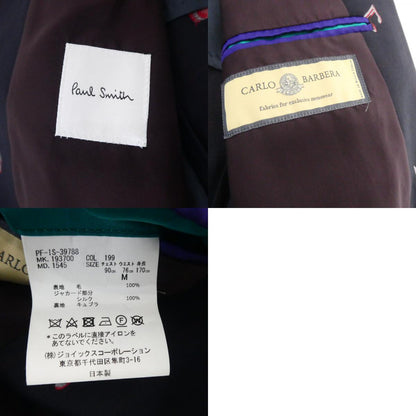 Paul Smith
CARLO BARBERA
Fabrics for exclusive menswear
PF-1S-39788
MK. 193700 COL 199
MD. 1545 SIZE チェスト ウエスト 身長
90㎝ 76㎝ 170㎝
M
表地 毛 100%
ジャカード部分
シルク 100%
裏地 キュプラ 100%
*このラベルに直接アイロンを
あてないでください。
(株)ジョイックスコーポレーション
東京都千代田区隼町3-16
日本製
ARLO